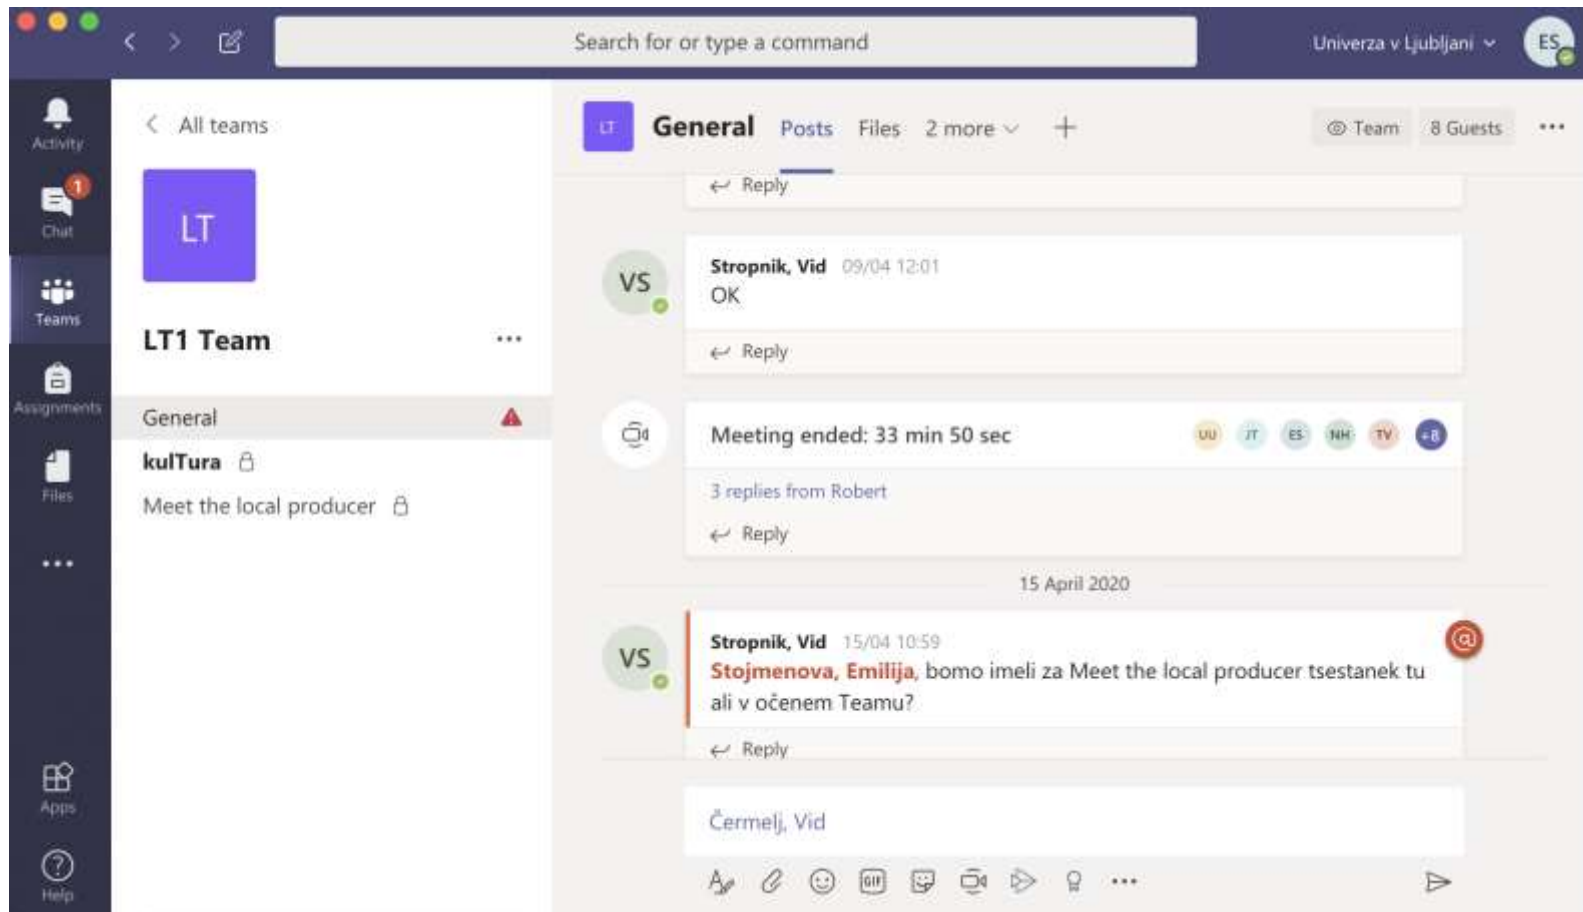 Search for or type a command
Univerza v Ljubljani
ES
Activity
1
Chat
Teams
Assignments
Files
Apps
Help
All teams
LT
LT1 Team
General
kulTura
Meet the local producer
LT
General Posts Files 2 more
Team 8 Guests
Reply
VS
Stropnik, Vid 09/04 12:01
OK
Reply
Meeting ended: 33 min 50 sec
UU JT ES NH TV +8
3 replies from Robert
Reply
15 April 2020
VS
Stropnik, Vid 15/04 10:59
@
Stojmenova, Emilija, bomo imeli za Meet the local producer tsestanek tu
ali v očenem Teamu?
Reply
Čermelj, Vid
GIF